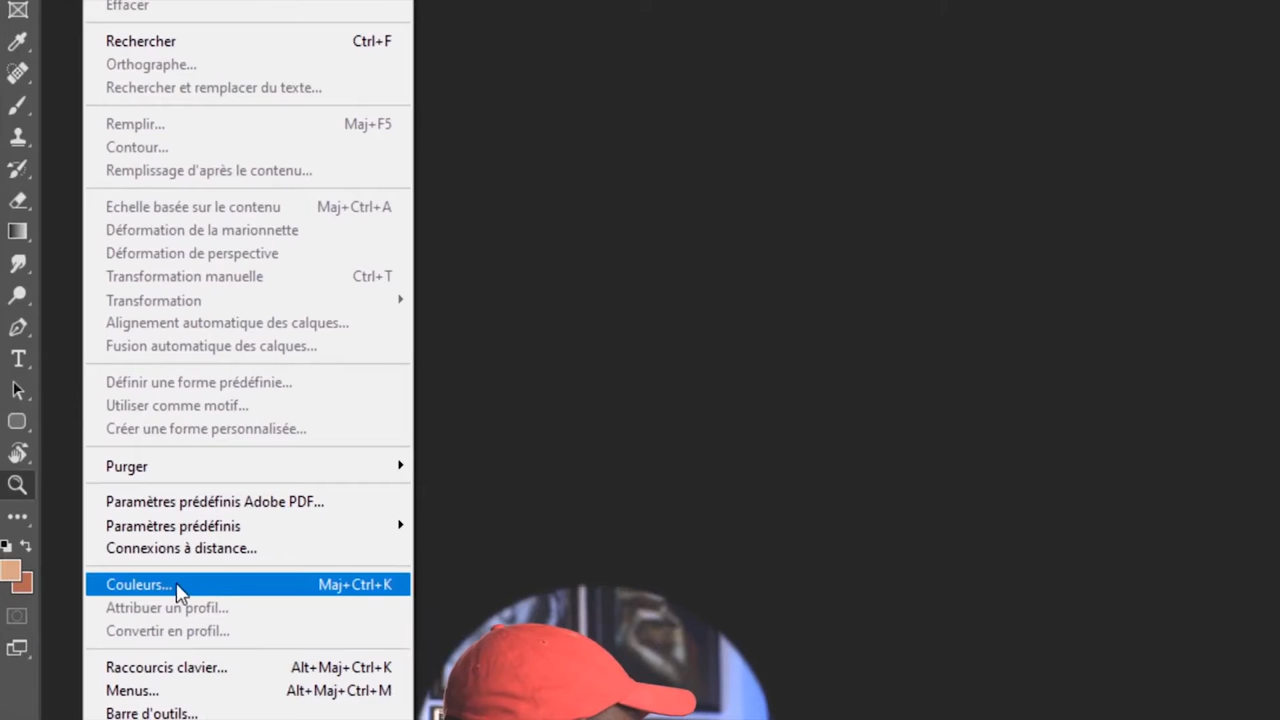 Effacer
Rechercher Ctrl+F
Orthographe...
Rechercher et remplacer du texte...
Remplir... Maj+F5
Contour...
Remplissage d'après le contenu...
Echelle basée sur le contenu Maj+Ctrl+A
Déformation de la marionnette
Déformation de perspective
Transformation manuelle Ctrl+T
Transformation
Alignement automatique des calques...
Fusion automatique des calques...
Définir une forme prédéfinie...
Utiliser comme motif...
Créer une forme personnalisée...
Purger
Paramètres prédéfinis Adobe PDF...
Paramètres prédéfinis
Connexions à distance...
Couleurs... Maj+Ctrl+K
Attribuer un profil...
Convertir en profil...
Raccourcis clavier... Alt+Maj+Ctrl+K
Menus... Alt+Maj+Ctrl+M
Barre d'outils...